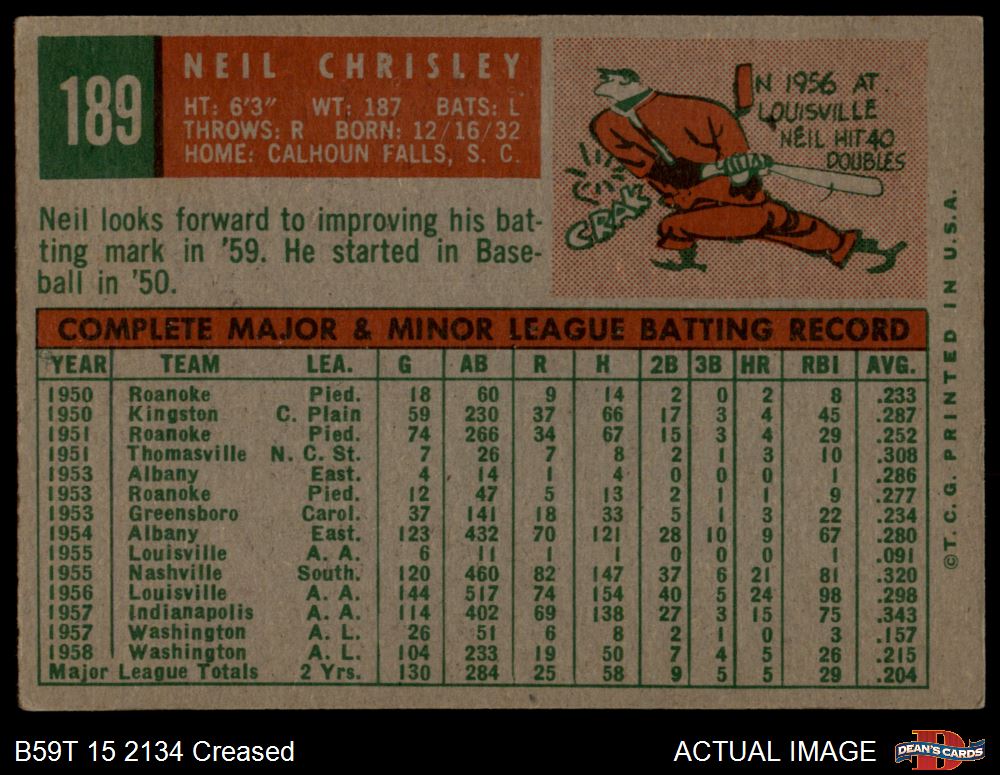 189
NEIL CHRISLEY
HT: 6'3" WT: 187 BATS: L
THROWS: R BORN: 12/16/32
HOME: CALHOUN FALLS, S. C.
IN 1956 AT
LOUISVILLE
NEIL HIT 40
DOUBLES
CRAK
Neil looks forward to improving his bat-
ting mark in '59. He started in Base-
ball in '50.
COMPLETE MAJOR & MINOR LEAGUE BATTING RECORD
YEAR TEAM LEA. G AB R H 2B 3B HR RBI AVG.
1950 Roanoke Pied. 18 60 9 14 2 0 2 8 .233
1950 Kingston C. Plain 59 230 37 66 17 3 4 45 .287
1951 Roanoke Pied. 74 266 34 67 15 3 4 29 .252
1951 Thomasville N. C. St. 7 26 7 8 2 1 3 10 .308
1953 Albany East. 4 14 1 4 0 0 0 1 .286
1953 Roanoke Pied. 12 47 5 13 2 1 1 9 .277
1953 Greensboro Carol. 37 141 18 33 5 1 3 22 .234
1954 Albany East. 123 432 70 121 28 10 9 67 .280
1955 Louisville A. A. 6 11 1 1 0 0 0 1 .091
1955 Nashville South. 120 460 82 147 37 6 21 81 .320
1956 Louisville A. A. 144 517 74 154 40 5 24 98 .298
1957 Indianapolis A. A. 114 402 69 138 27 3 15 75 .343
1957 Washington A. L. 26 51 6 8 2 1 0 3 .157
1958 Washington A. L. 104 233 19 50 7 4 5 26 .215
Major League Totals 2 Yrs. 130 284 25 58 9 5 5 29 .204
©T. C. G. PRINTED IN U.S.A.
B59T 15 2134 Creased
ACTUAL IMAGE
D
DEAN'S CARDS